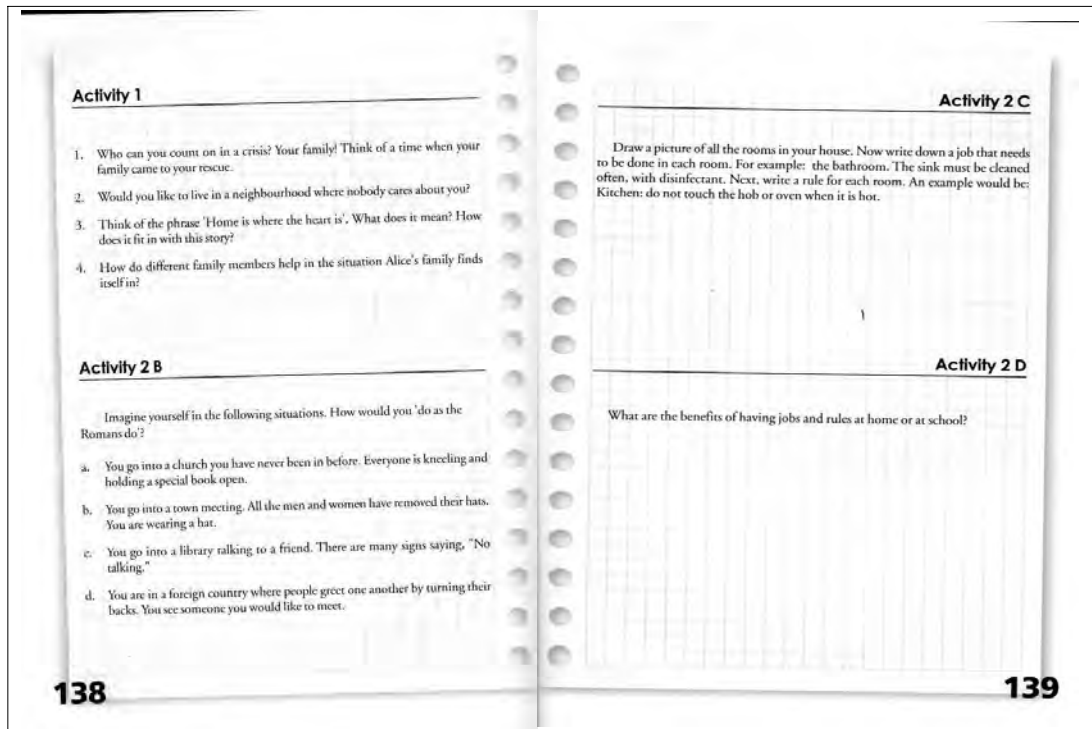 Activity 1
1. Who can you count on in a crisis? Your family! Think of a time when your
family came to your rescue.
2. Would you like to live in a neighbourhood where nobody cares about you?
3. Think of the phrase 'Home is where the heart is'. What does it mean? How
does it fit in with this story?
4. How do different family members help in the situation Alice's family finds
itself in?
Activity 2 B
Imagine yourself in the following situations. How would you 'do as the
Romans do'?
a. You go into a church you have never been in before. Everyone is kneeling and
holding a special book open.
b. You go into a town meeting. All the men and women have removed their hats.
You are wearing a hat.
c. You go into a library talking to a friend. There are many signs saying, "No
talking."
d. You are in a foreign country where people greet one another by turning their
backs. You see someone you would like to meet.
138
Activity 2 C
Draw a picture of all the rooms in your house. Now write down a job that needs
to be done in each room. For example: the bathroom. The sink must be cleaned
often, with disinfectant. Next, write a rule for each room. An example would be:
Kitchen: do not touch the hob or oven when it is hot.
Activity 2 D
What are the benefits of having jobs and rules at home or at school?
139